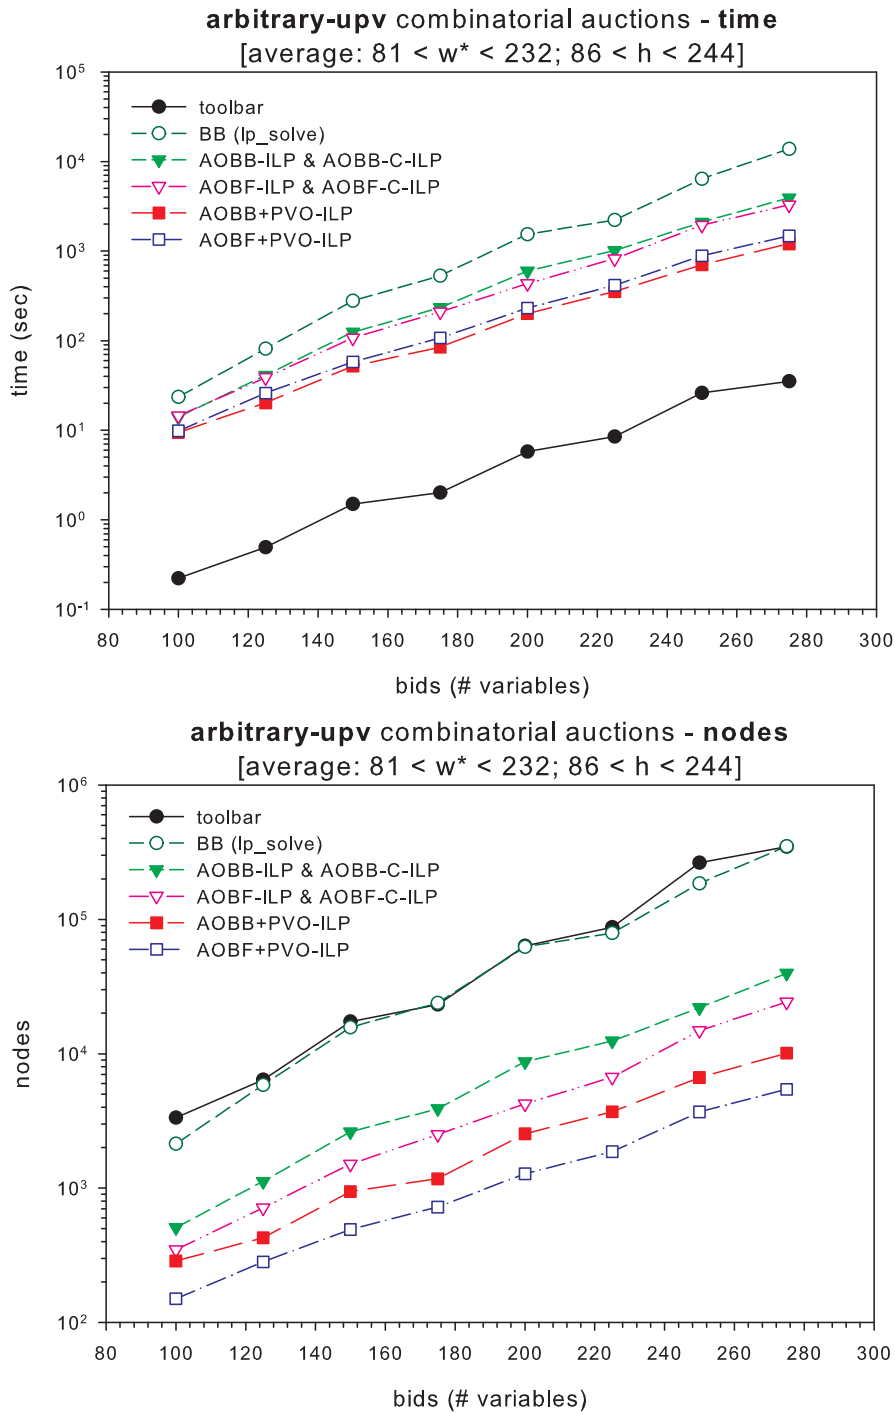 arbitrary-upv combinatorial auctions - time
[average: 81 < w* < 232; 86 < h < 244]
10^5
10^4
10^3
10^2
10^1
10^0
10^-1
time (sec)
toolbar
BB (lp_solve)
AOBB-ILP & AOBB-C-ILP
AOBF-ILP & AOBF-C-ILP
AOBB+PVO-ILP
AOBF+PVO-ILP
80 100 120 140 160 180 200 220 240 260 280 300
bids (# variables)
arbitrary-upv combinatorial auctions - nodes
[average: 81 < w* < 232; 86 < h < 244]
10^6
10^5
10^4
10^3
10^2
nodes
toolbar
BB (lp_solve)
AOBB-ILP & AOBB-C-ILP
AOBF-ILP & AOBF-C-ILP
AOBB+PVO-ILP
AOBF+PVO-ILP
80 100 120 140 160 180 200 220 240 260 280 300
bids (# variables)